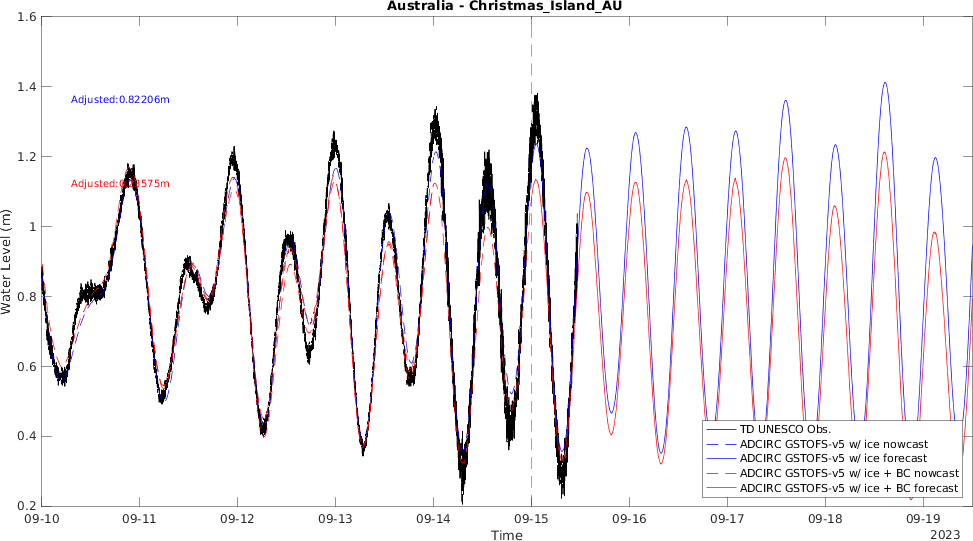 Australia - Christmas_Island_AU
1.6
1.4
1.2
1
0.8
0.6
0.4
0.2
Water Level (m)
Adjusted:0.82206m
TD UNESCO Obs.
ADCIRC GSTOFS-v5 w/ ice nowcast
ADCIRC GSTOFS-v5 w/ ice forecast
ADCIRC GSTOFS-v5 w/ ice + BC nowcast
ADCIRC GSTOFS-v5 w/ ice + BC forecast
09-10 09-11 09-12 09-13 09-14 09-15 09-16 09-17 09-18 09-19
Time
2023